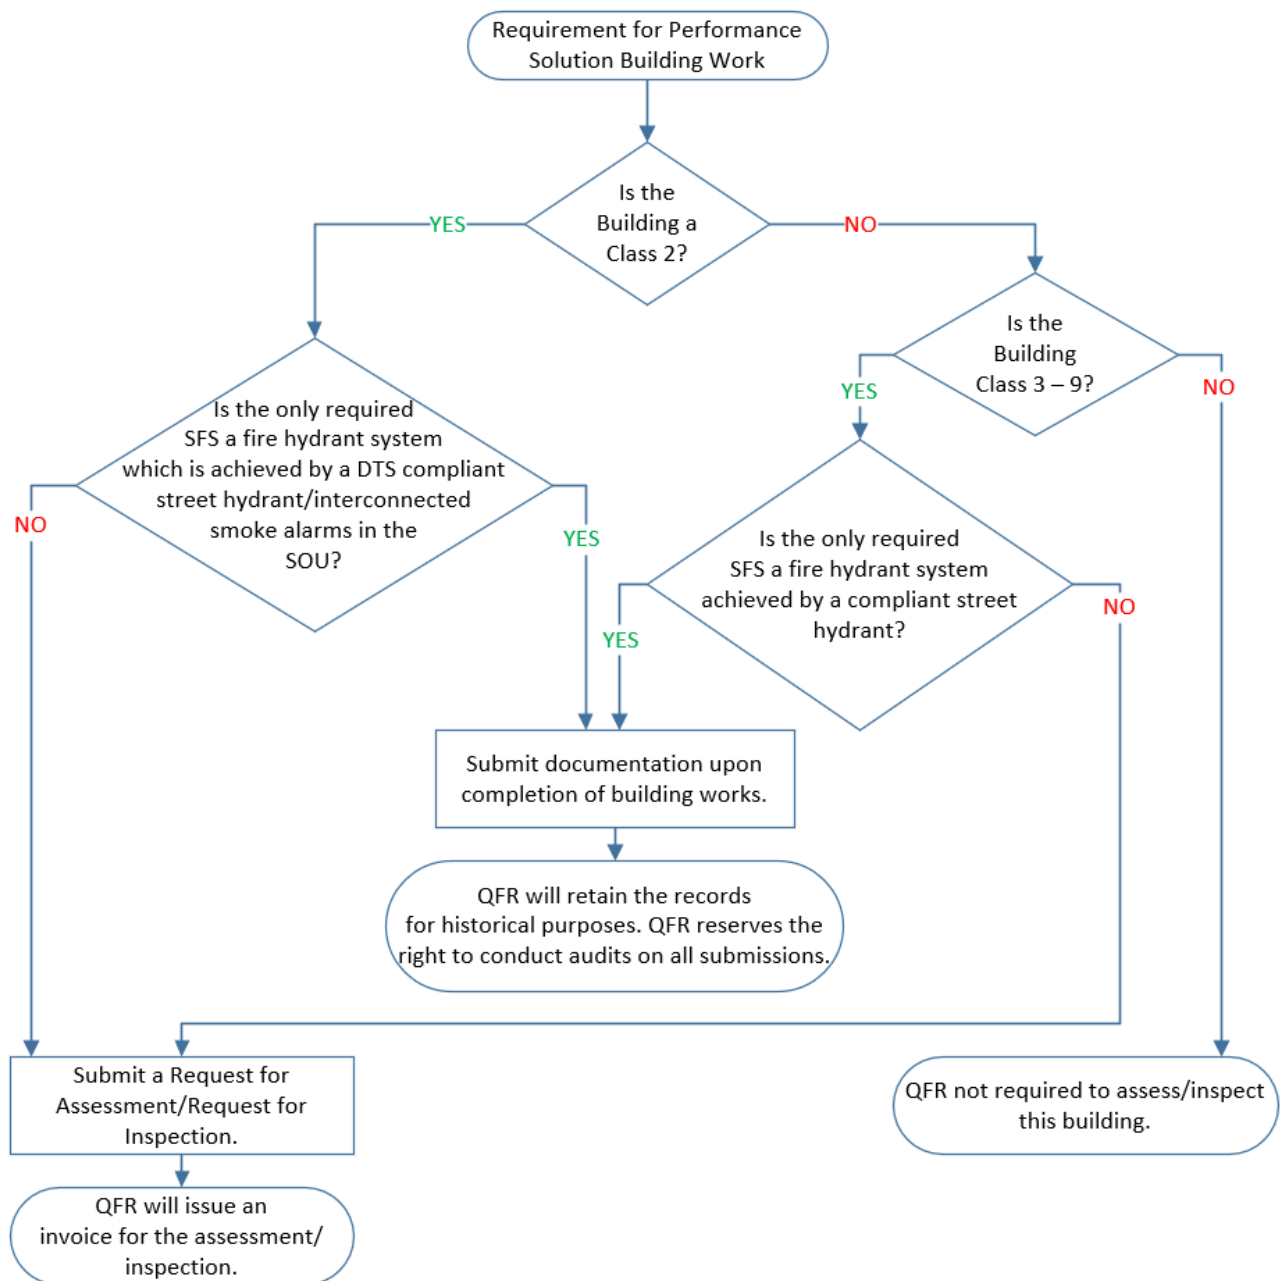 Requirement for Performance
Solution Building Work
Is the
Building a
Class 2?
YES
NO
Is the
Building
Class 3 – 9?
YES
NO
Is the only required
SFS a fire hydrant system
which is achieved by a DTS compliant
street hydrant/interconnected
smoke alarms in the
SOU?
NO
YES
Is the only required
SFS a fire hydrant system
achieved by a compliant street
hydrant?
YES
NO
Submit documentation upon
completion of building works.
QFR will retain the records
for historical purposes. QFR reserves the
right to conduct audits on all submissions.
Submit a Request for
Assessment/Request for
Inspection.
QFR not required to assess/inspect
this building.
QFR will issue an
invoice for the assessment/
inspection.